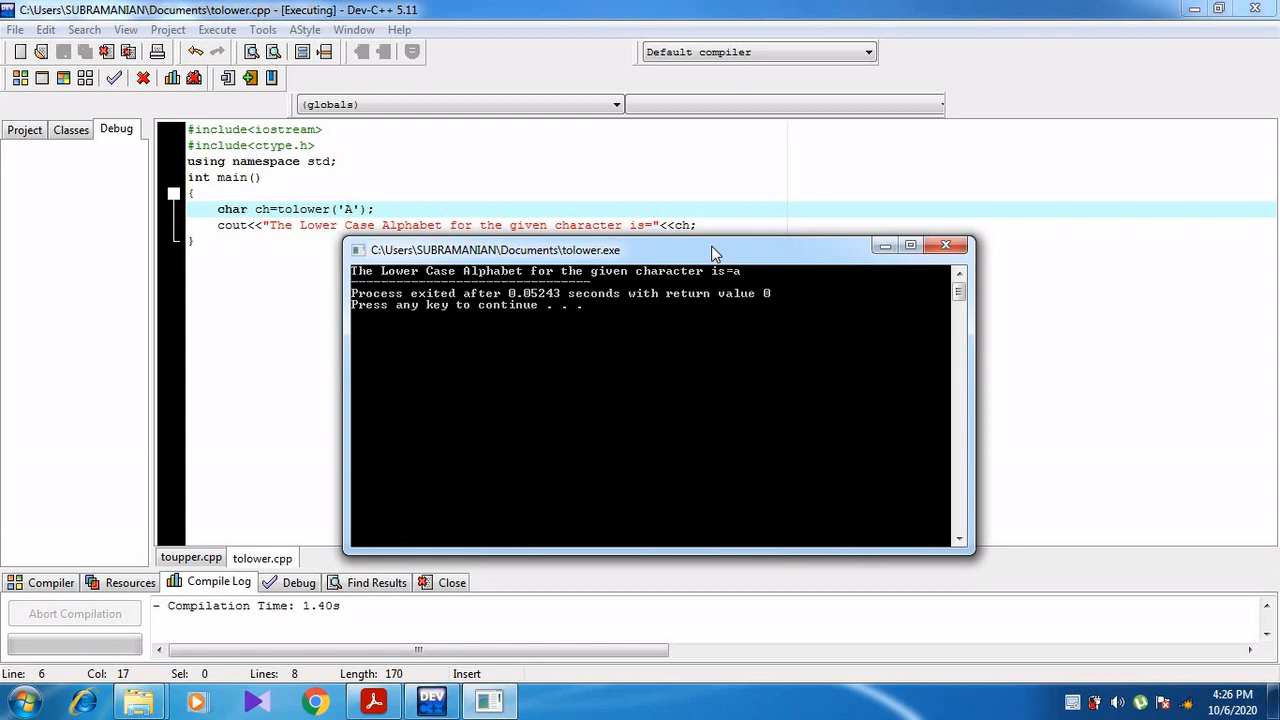 C:\Users\SUBRAMANIAN\Documents\tolower.cpp - [Executing] - Dev-C++ 5.11
File Edit Search View Project Execute Tools AStyle Window Help
Default compiler
(globals)
Project Classes Debug
#include<iostream>
#include<ctype.h>
using namespace std;
int main()
{
char ch=tolower('A');
cout<<"The Lower Case Alphabet for the given character is="<<ch;
}
C:\Users\SUBRAMANIAN\Documents\tolower.exe
The Lower Case Alphabet for the given character is=a
--------------------------------
Process exited after 0.05243 seconds with return value 0
Press any key to continue . . .
toupper.cpp tolower.cpp
Compiler Resources Compile Log Debug Find Results Close
Abort Compilation
- Compilation Time: 1.40s
Line: 6 Col: 17 Sel: 0 Lines: 8 Length: 170 Insert
DEV
4:26 PM
10/6/2020